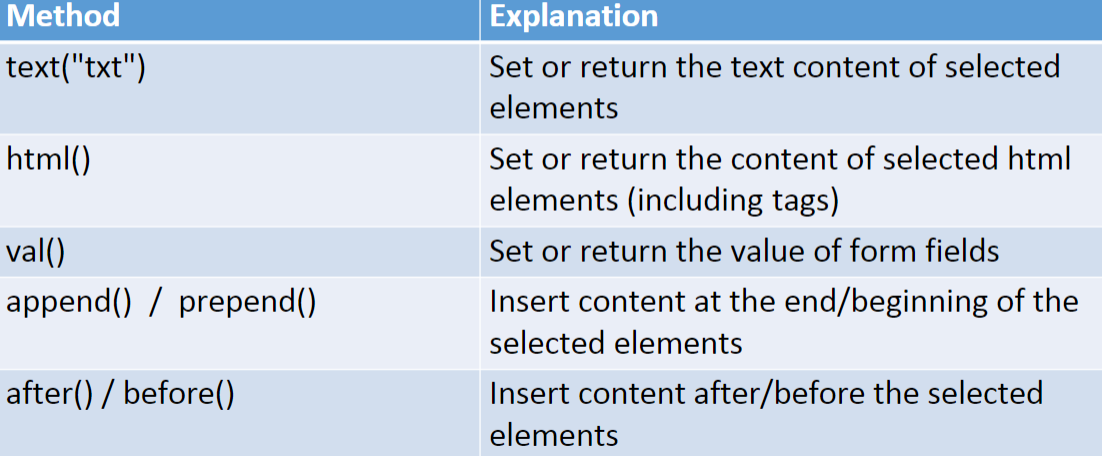 Method Explanation
text("txt") Set or return the text content of selected
elements
html() Set or return the content of selected html
elements (including tags)
val() Set or return the value of form fields
append() / prepend() Insert content at the end/beginning of the
selected elements
after() / before() Insert content after/before the selected
elements